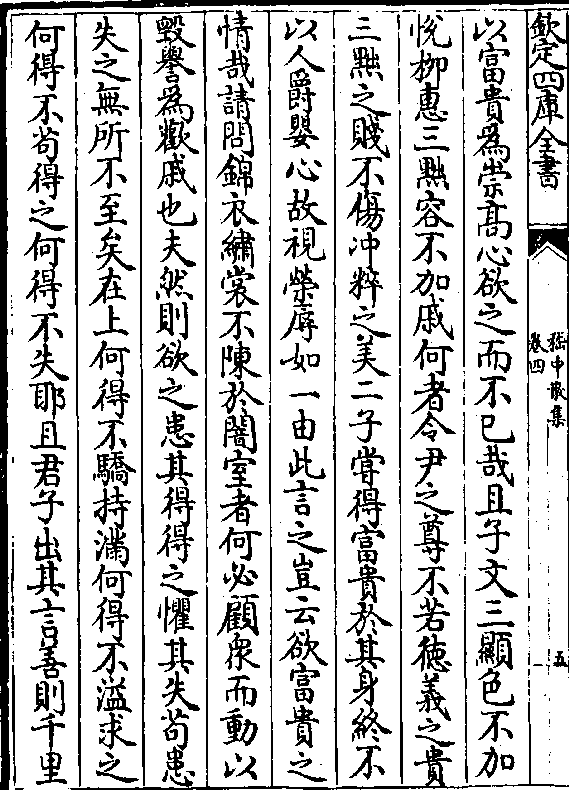 欽定四庫全書
嵇中散集
卷四
五
以富貴為崇高心欲之而不已哉且子文三顯色不加
悅柳惠三黜容不加戚何者令尹之尊不若徳義之貴
三黜之賤不傷冲粹之美二子嘗得富貴於其身終不
以人爵嬰心故視榮辱如一由此言之豈云欲富貴之
情哉請問錦衣繡裳不陳於闇室者何必顧衆而動以
毀譽為歡戚也夫然則欲之患其得得之懼其失苟患
失之無所不至矣在上何得不驕持滿何得不溢求之
何得不茍得之何得不失耶且君子出其言善則千里